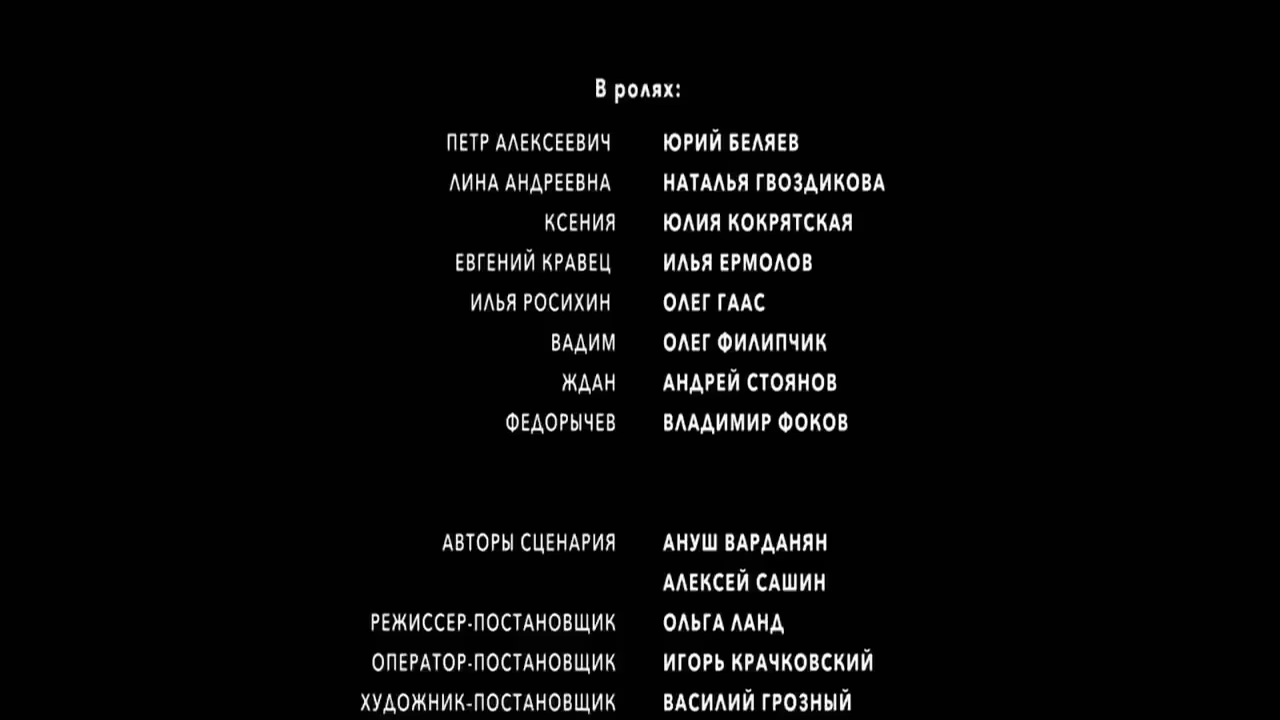 В ролях:
ПЕТР АЛЕКСЕЕВИЧ ЮРИЙ БЕЛЯЕВ
ЛИНА АНДРЕЕВНА НАТАЛЬЯ ГВОЗДИКОВА
КСЕНИЯ ЮЛИЯ КОКРЯТСКАЯ
ЕВГЕНИЙ КРАВЕЦ ИЛЬЯ ЕРМОЛОВ
ИЛЬЯ РОСИХИН ОЛЕГ ГААС
ВАДИМ ОЛЕГ ФИЛИПЧИК
ЖДАН АНДРЕЙ СТОЯНОВ
ФЕДОРЫЧЕВ ВЛАДИМИР ФОКОВ
АВТОРЫ СЦЕНАРИЯ АНУШ ВАРДАНЯН
АЛЕКСЕЙ САШИН
РЕЖИССЕР-ПОСТАНОВЩИК ОЛЬГА ЛАНД
ОПЕРАТОР-ПОСТАНОВЩИК ИГОРЬ КРАЧКОВСКИЙ
ХУДОЖНИК-ПОСТАНОВЩИК ВАСИЛИЙ ГРОЗНЫЙ